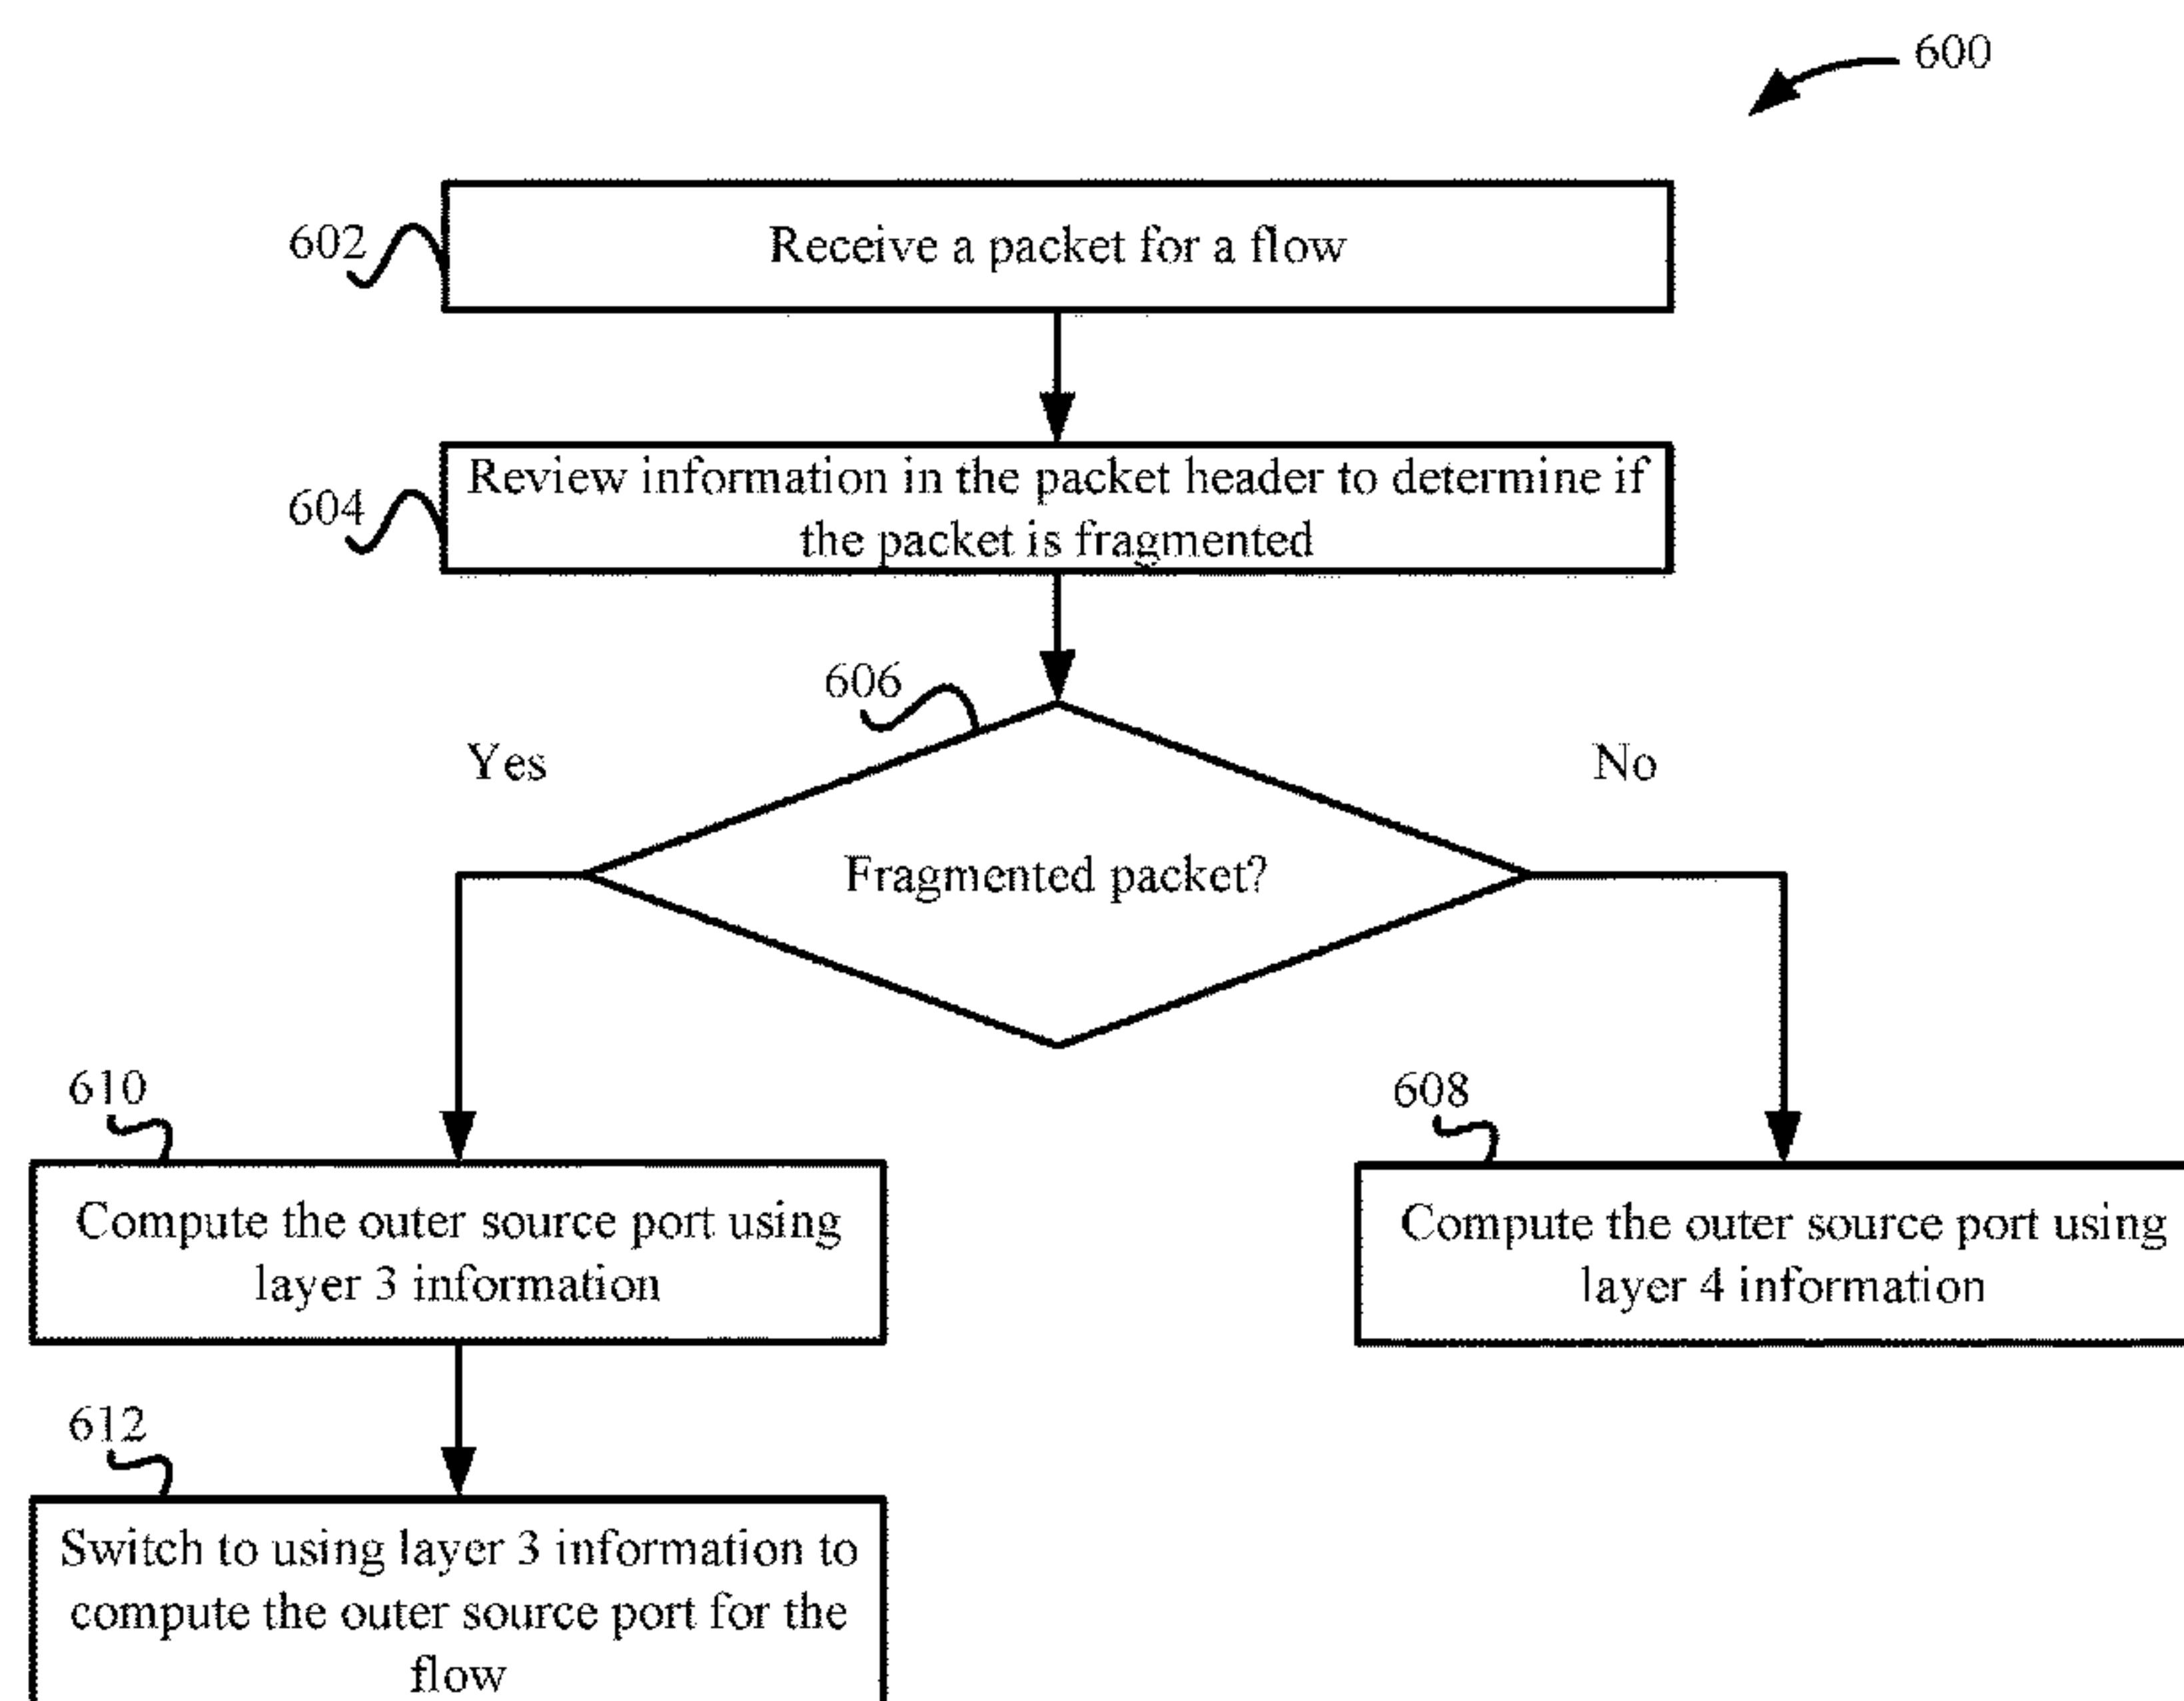 600
602
Receive a packet for a flow
604
Review information in the packet header to determine if
the packet is fragmented
606
Yes
No
Fragmented packet?
610
608
Compute the outer source port using
layer 3 information
Compute the outer source port using
layer 4 information
612
Switch to using layer 3 information to
compute the outer source port for the
flow